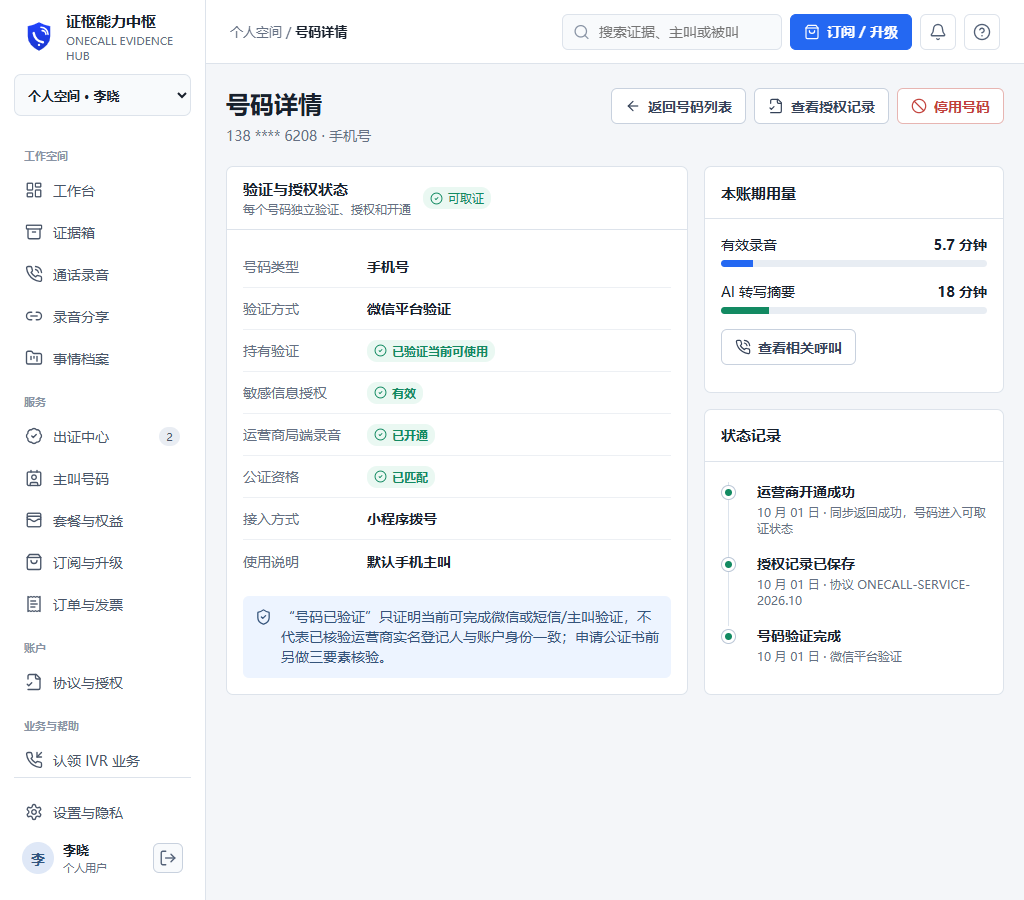 证枢能力中枢
ONECALL EVIDENCE
HUB
个人空间 • 李晓
工作空间
工作台
证据箱
通话录音
录音分享
事情档案
服务
出证中心 2
主叫号码
套餐与权益
订阅与升级
订单与发票
账户
协议与授权
业务与帮助
认领 IVR 业务
设置与隐私
李
李晓
个人用户
个人空间 / 号码详情
搜索证据、主叫或被叫
订阅 / 升级
号码详情
138 **** 6208 · 手机号
返回号码列表
查看授权记录
停用号码
验证与授权状态
每个号码独立验证、授权和开通
可取证
号码类型 手机号
验证方式 微信平台验证
持有验证 已验证当前可使用
敏感信息授权 有效
运营商局端录音 已开通
公证资格 已匹配
接入方式 小程序拨号
使用说明 默认手机主叫
“号码已验证”只证明当前可完成微信或短信/主叫验证，不
代表已核验运营商实名登记人与账户身份一致；申请公证书前
另做三要素核验。
本账期用量
有效录音 5.7 分钟
AI 转写摘要 18 分钟
查看相关呼叫
状态记录
运营商开通成功
10 月 01 日 · 同步返回成功，号码进入可取
证状态
授权记录已保存
10 月 01 日 · 协议 ONECALL-SERVICE-
2026.10
号码验证完成
10 月 01 日 · 微信平台验证